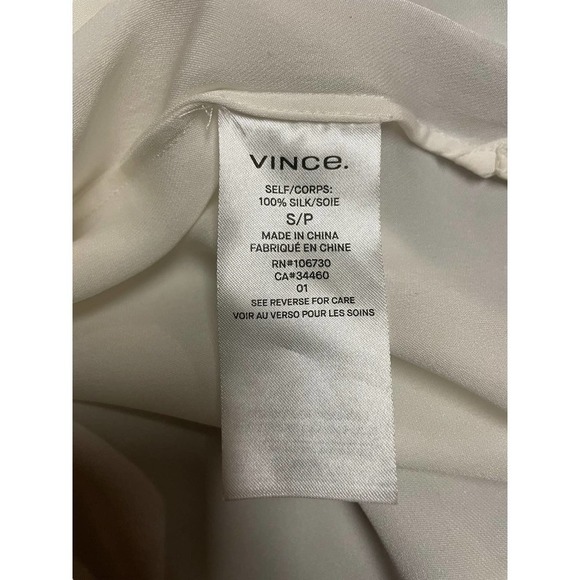 VINCE.
SELF/CORPS:
100% SILK/SOIE
S/P
MADE IN CHINA
FABRIQUÉ EN CHINE
RN#106730
CA#34460
01
SEE REVERSE FOR CARE
VOIR AU VERSO POUR LES SOINS